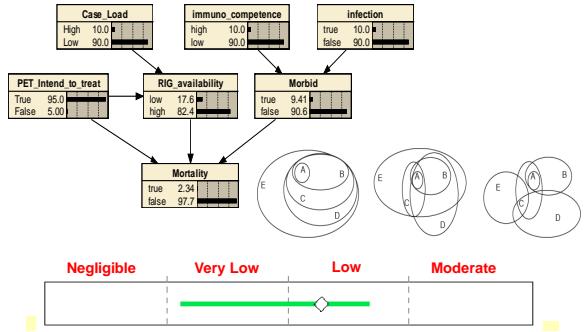 Case_Load
High 10.0
Low 90.0
immuno_competence
high 10.0
low 90.0
infection
true 10.0
false 90.0
PET_Intend_to_treat
True 95.0
False 5.00
RIG_availability
low 17.6
high 82.4
Morbid
true 9.41
false 90.6
Mortality
true 2.34
false 97.7
A
B
E
C
D
A
B
E
C
D
A
B
E
C
D
Negligible Very Low Low Moderate